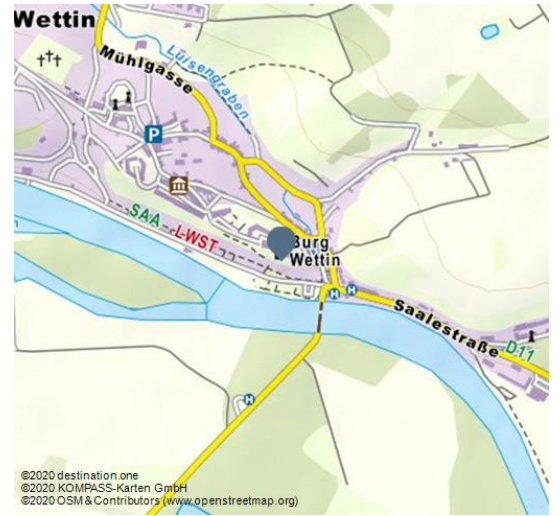 Wettin
Mühlgasse
Lüisengraben
P
SAA
LWST
Burg
Wettin
H
H
Saalestraße
D11
H
©2020 destination.one
©2020 KOMPASS-Karten GmbH
©2020 OSM & Contributors (www.openstreetmap.org)